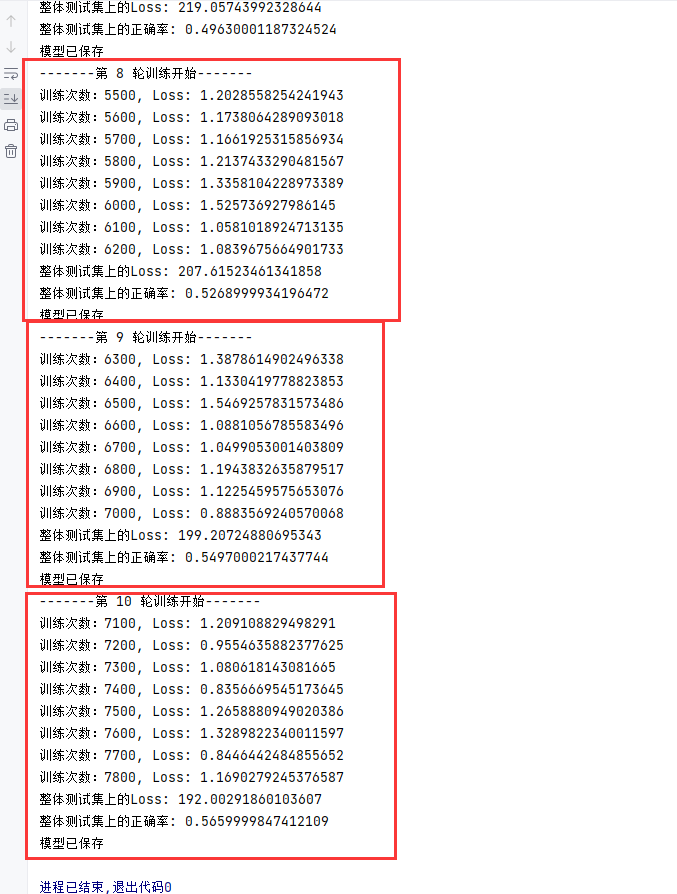 整体测试集上的Loss: 219.05743992328644
整体测试集上的正确率: 0.49630001187324524
模型已保存
-------第 8 轮训练开始-------
训练次数：5500, Loss: 1.2028558254241943
训练次数：5600, Loss: 1.1738064289093018
训练次数：5700, Loss: 1.1661925315856934
训练次数：5800, Loss: 1.2137433290481567
训练次数：5900, Loss: 1.3358104228973389
训练次数：6000, Loss: 1.525736927986145
训练次数：6100, Loss: 1.0581018924713135
训练次数：6200, Loss: 1.0839675664901733
整体测试集上的Loss: 207.61523461341858
整体测试集上的正确率: 0.5268999934196472
模型已保存
-------第 9 轮训练开始-------
训练次数：6300, Loss: 1.3878614902496338
训练次数：6400, Loss: 1.1330419778823853
训练次数：6500, Loss: 1.5469257831573486
训练次数：6600, Loss: 1.0881056785583496
训练次数：6700, Loss: 1.0499053001403809
训练次数：6800, Loss: 1.1943832635879517
训练次数：6900, Loss: 1.1225459575653076
训练次数：7000, Loss: 0.8883569240570068
整体测试集上的Loss: 199.20724880695343
整体测试集上的正确率: 0.5497000217437744
模型已保存
-------第 10 轮训练开始-------
训练次数：7100, Loss: 1.209108829498291
训练次数：7200, Loss: 0.9554635882377625
训练次数：7300, Loss: 1.080618143081665
训练次数：7400, Loss: 0.8356669545173645
训练次数：7500, Loss: 1.2658880949020386
训练次数：7600, Loss: 1.3289822340011597
训练次数：7700, Loss: 0.8446442484855652
训练次数：7800, Loss: 1.1690279245376587
整体测试集上的Loss: 192.00291860103607
整体测试集上的正确率: 0.5659999847412109
模型已保存
进程已结束,退出代码0